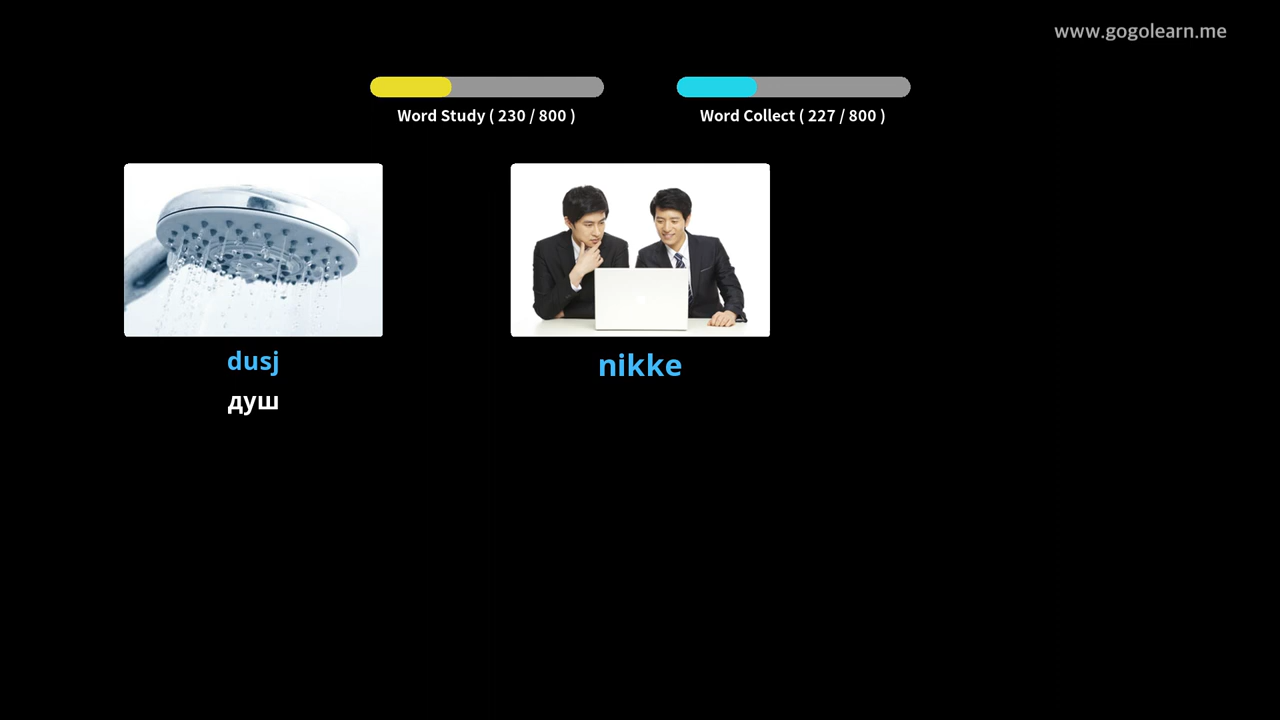 www.gogolearn.me
Word Study ( 230 / 800 )
Word Collect ( 227 / 800 )
dusj
душ
nikke